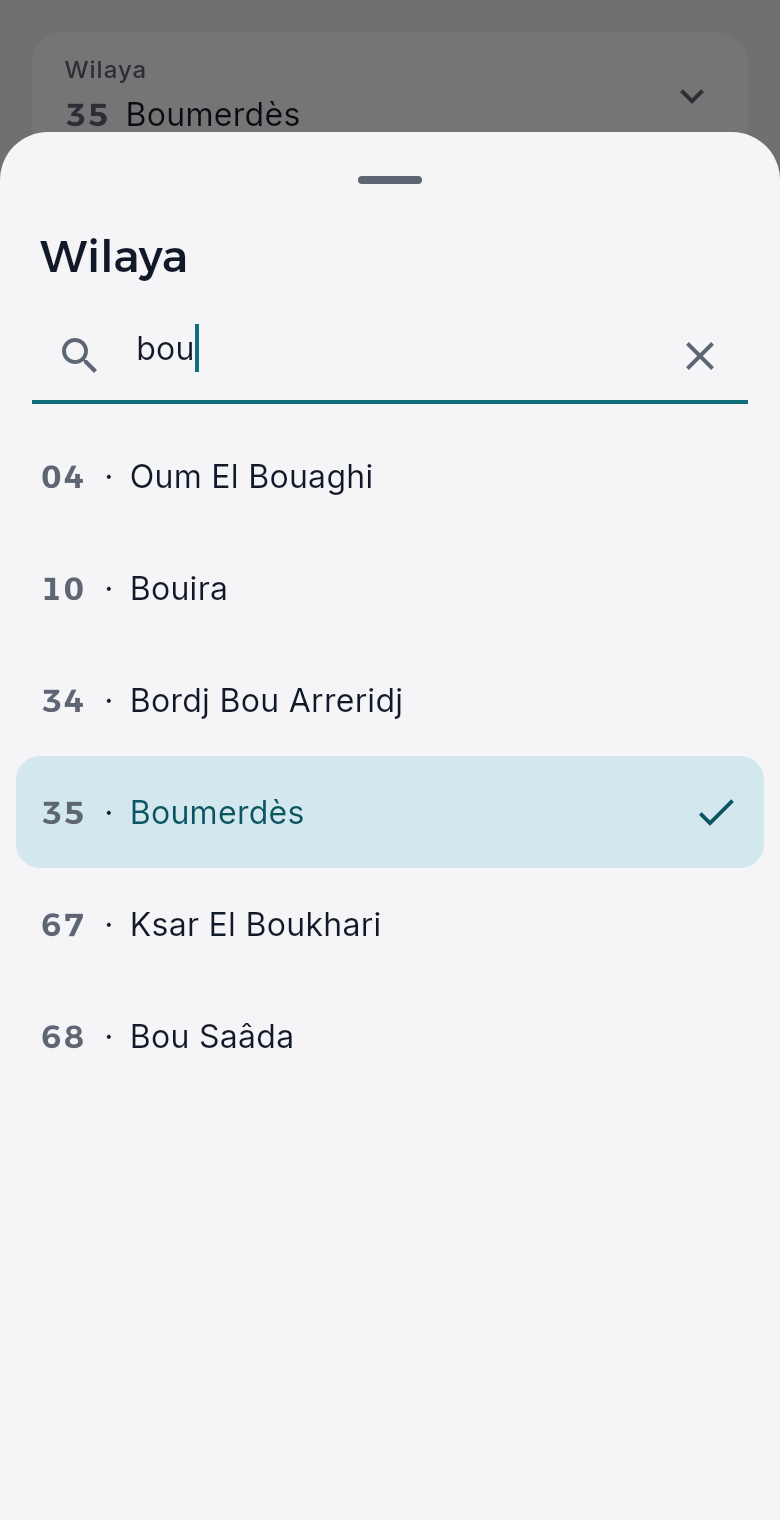 Wilaya
35 Boumerdès
Wilaya
bou
04 · Oum El Bouaghi
10 · Bouira
34 · Bordj Bou Arreridj
35 · Boumerdès
67 · Ksar El Boukhari
68 · Bou Saâda